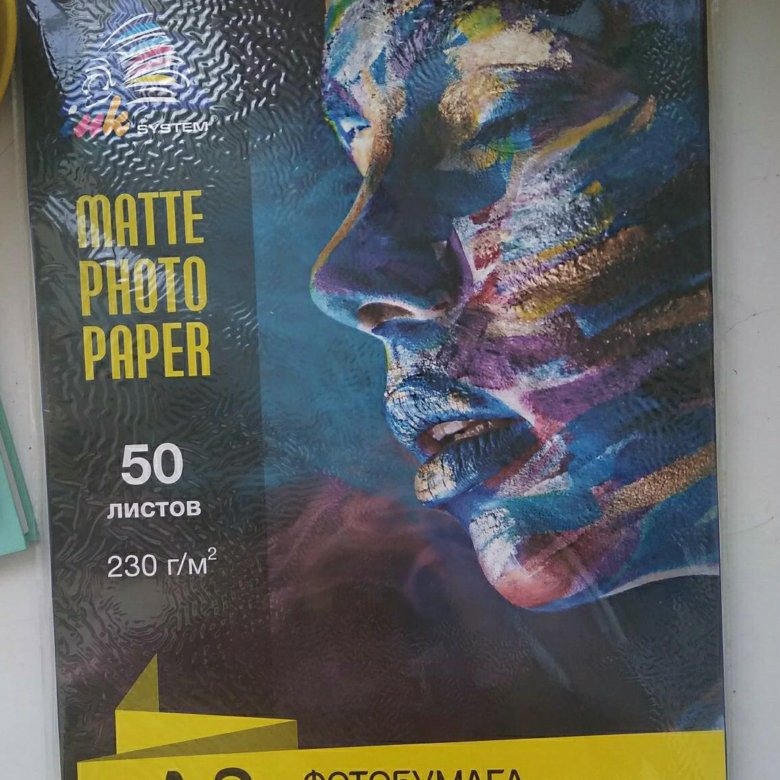 ink SYSTEM
MATTE
PHOTO
PAPER
50
листов
230 г/м²
ФОТОБУМАГА